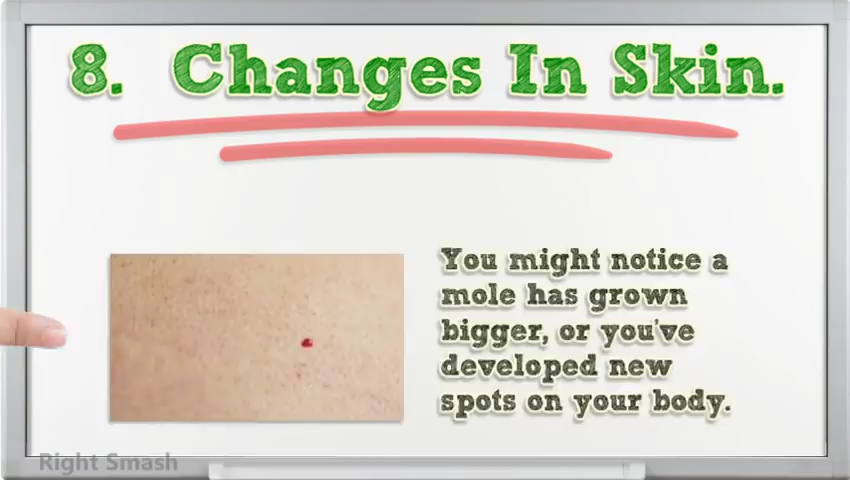 8. Changes In Skin.
You might notice a
mole has grown
bigger, or you've
developed new
spots on your body.
Right Smash